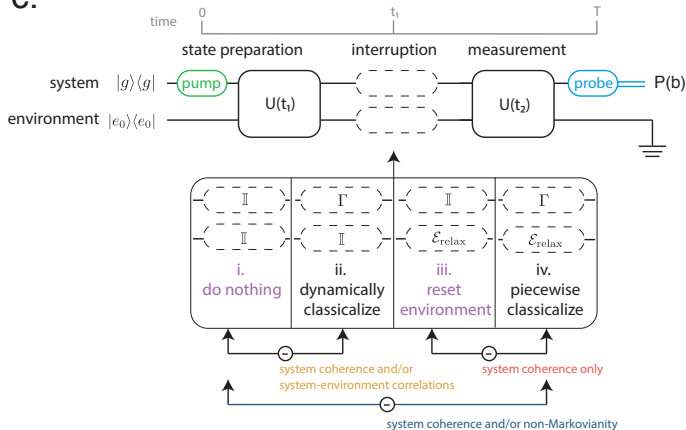 c.
time 0 t₁ T
state preparation interruption measurement
system |g⟩⟨g| pump U(t₁) U(t₂) probe P(b)
environment |e₀⟩⟨e₀|
𝕀 Γ 𝕀 Γ
𝕀 𝕀 ℰrelax ℰrelax
i. ii. iii. iv.
do nothing dynamically classicalize reset environment piecewise classicalize
system coherence and/or system-environment correlations
system coherence only
system coherence and/or non-Markovianity